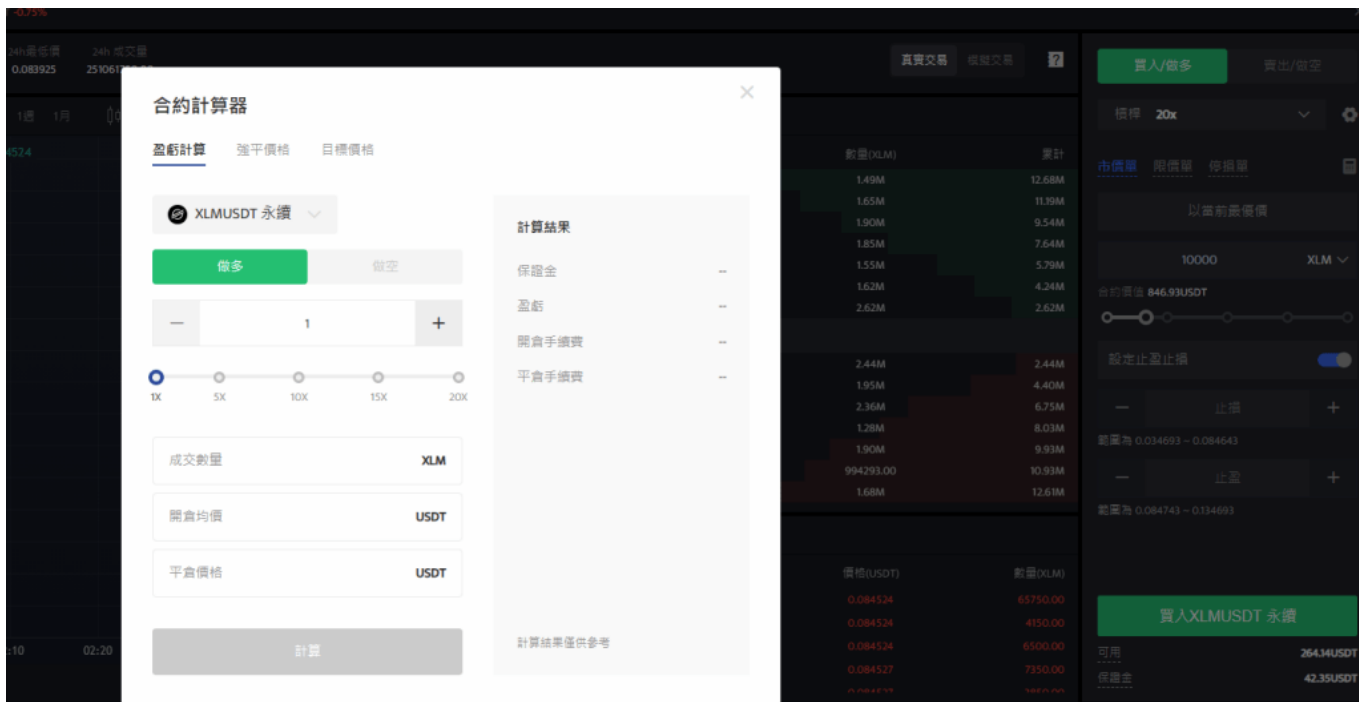 -0.75%
24h最低價 24h 成交量
0.083925
真實交易 模擬交易 ?
買入/做多 賣出/做空
合約計算器
槓桿 20x
1週 1月
盈虧計算 強平價格 目標價格
4524
數量(XLM) 累計
市價單 限價單 停損單
1.49M 12.68M
1.65M 11.19M
以當前最優價
XLMUSDT 永續
計算結果
1.90M 9.54M
1.85M 7.64M
10000 XLM
做多 做空
保證金 --
1.55M 5.79M
1.62M 4.24M
合約價值 846.93USDT
盈虧 --
2.62M 2.62M
1
開倉手續費 --
設定止盈止損
2.44M 2.44M
平倉手續費 --
1.95M 4.40M
1X 5X 10X 15X 20X
2.36M 6.75M
止損
1.28M 8.03M
範圍為 0.034693 – 0.084643
1.90M 9.93M
成交數量 XLM
994293.00 10.93M
止盈
1.68M 12.61M
範圍為 0.084743 – 0.134693
開倉均價 USDT
平倉價格 USDT
價格(USDT) 數量(XLM)
0.084524 65750.00
買入XLMUSDT 永續
0.084524 4150.00
計算
計算結果僅供參考
0.084524 6500.00
:10 02:20
可用 264.14USDT
0.084527 7350.00
保證金 42.35USDT